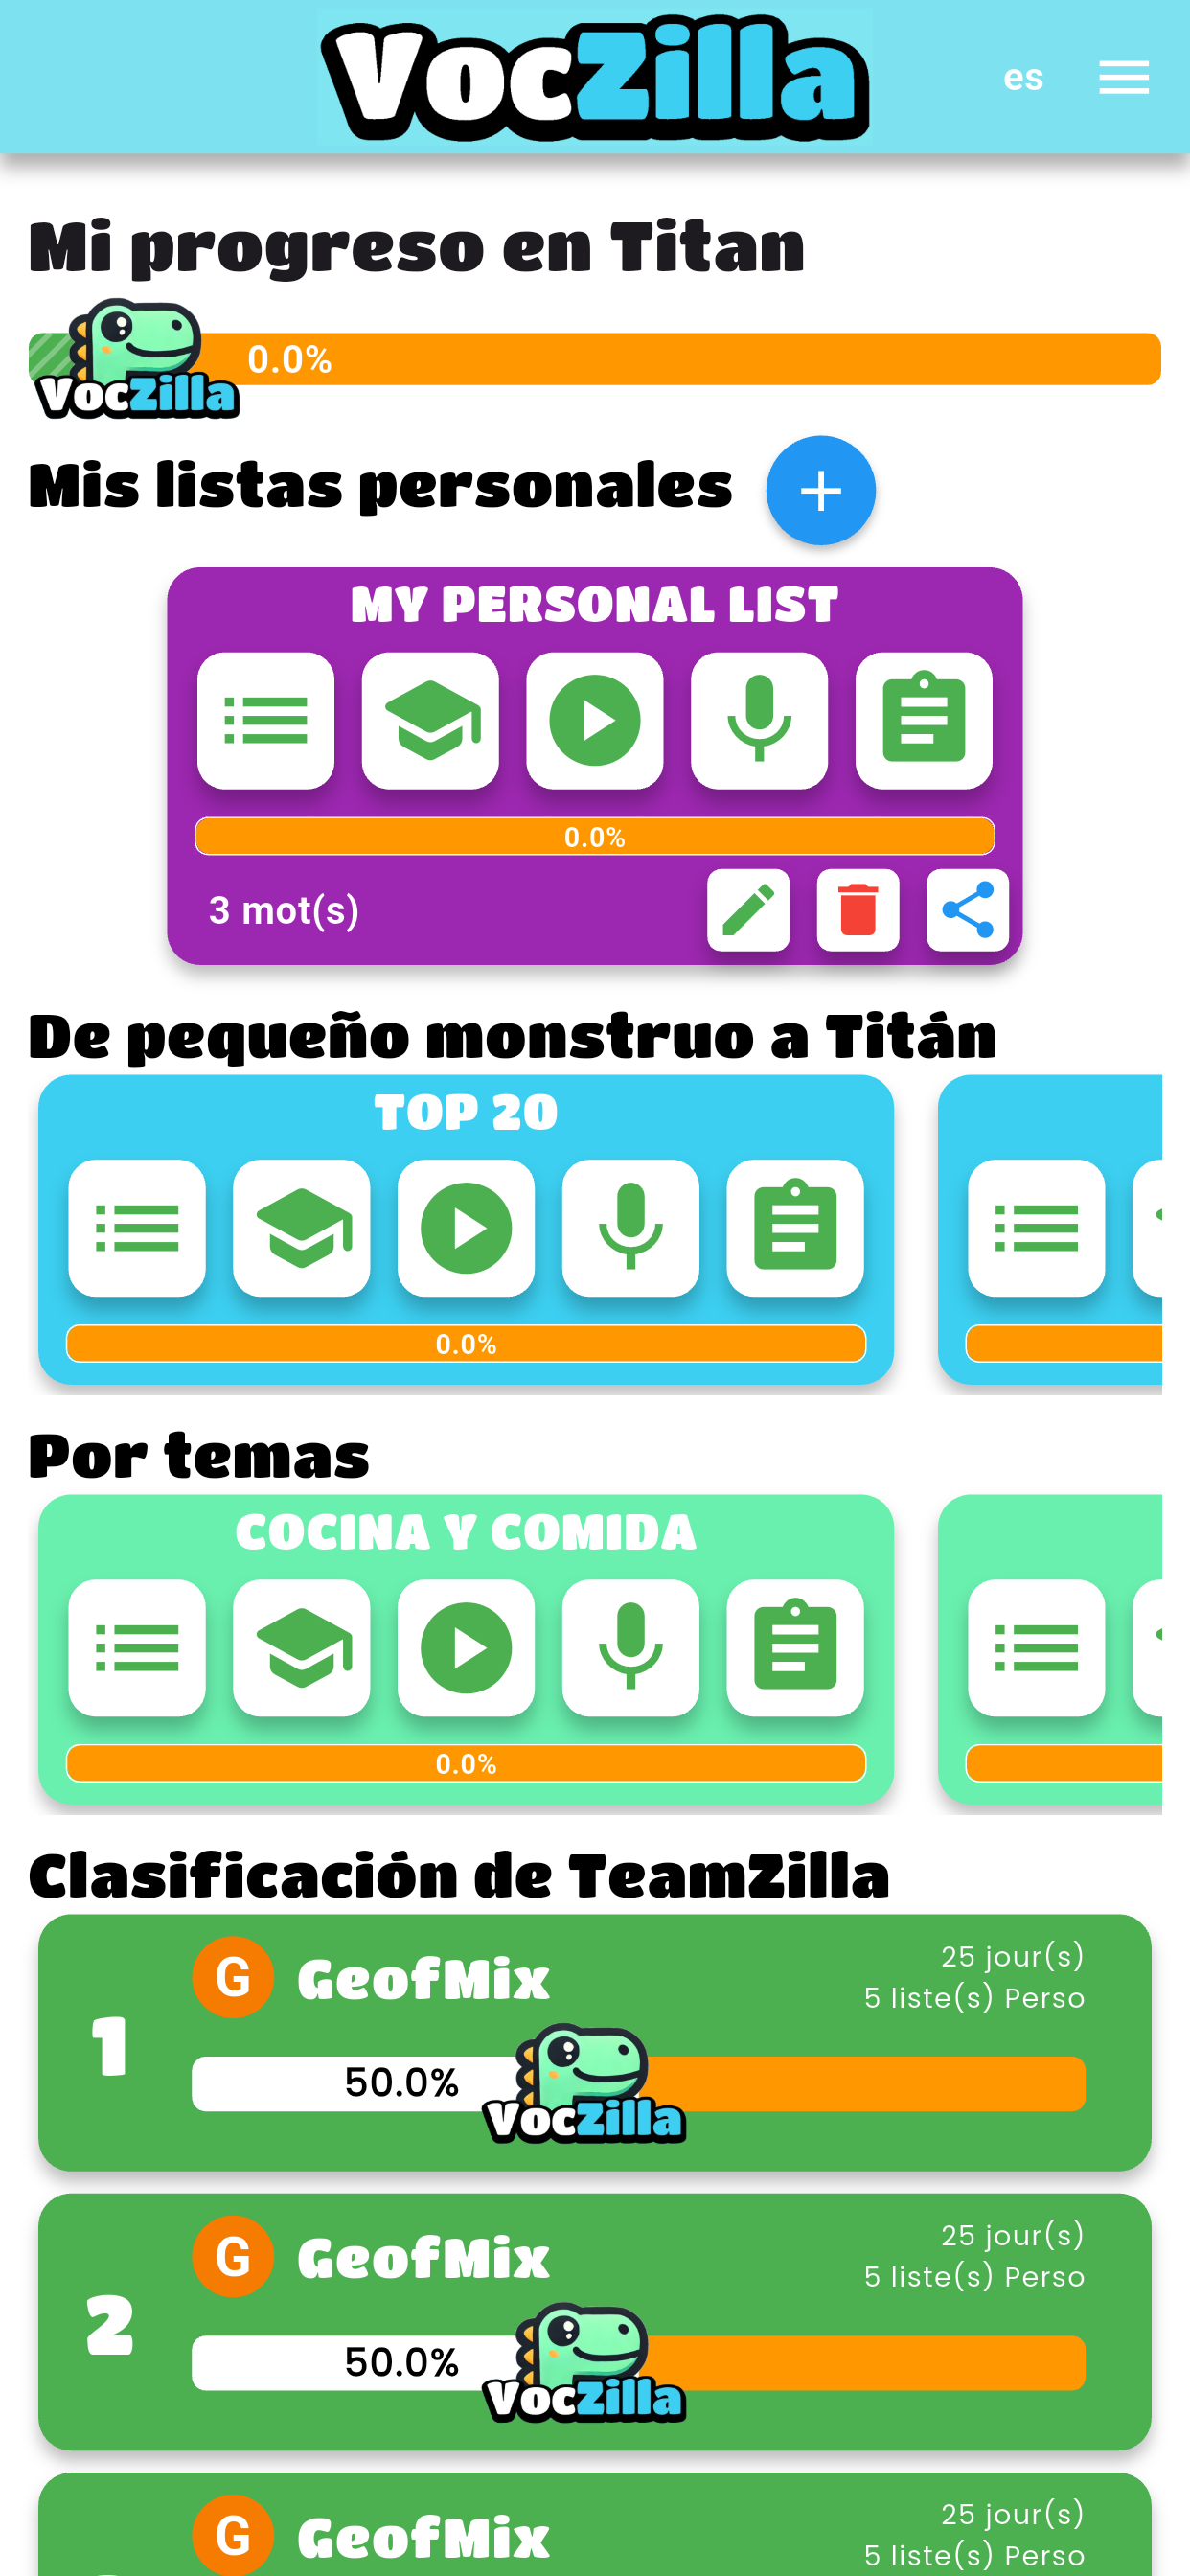 VocZilla
es
Mi progreso en Titan
0.0%
VocZilla
Mis listas personales
MY PERSONAL LIST
0.0%
3 mot(s)
De pequeño monstruo a Titán
TOP 20
0.0%
Por temas
COCINA Y COMIDA
0.0%
Clasificación de TeamZilla
1
G GeofMix
25 jour(s)
5 liste(s) Perso
50.0%
VocZilla
2
G GeofMix
25 jour(s)
5 liste(s) Perso
50.0%
VocZilla
G GeofMix
25 jour(s)
5 liste(s) Perso